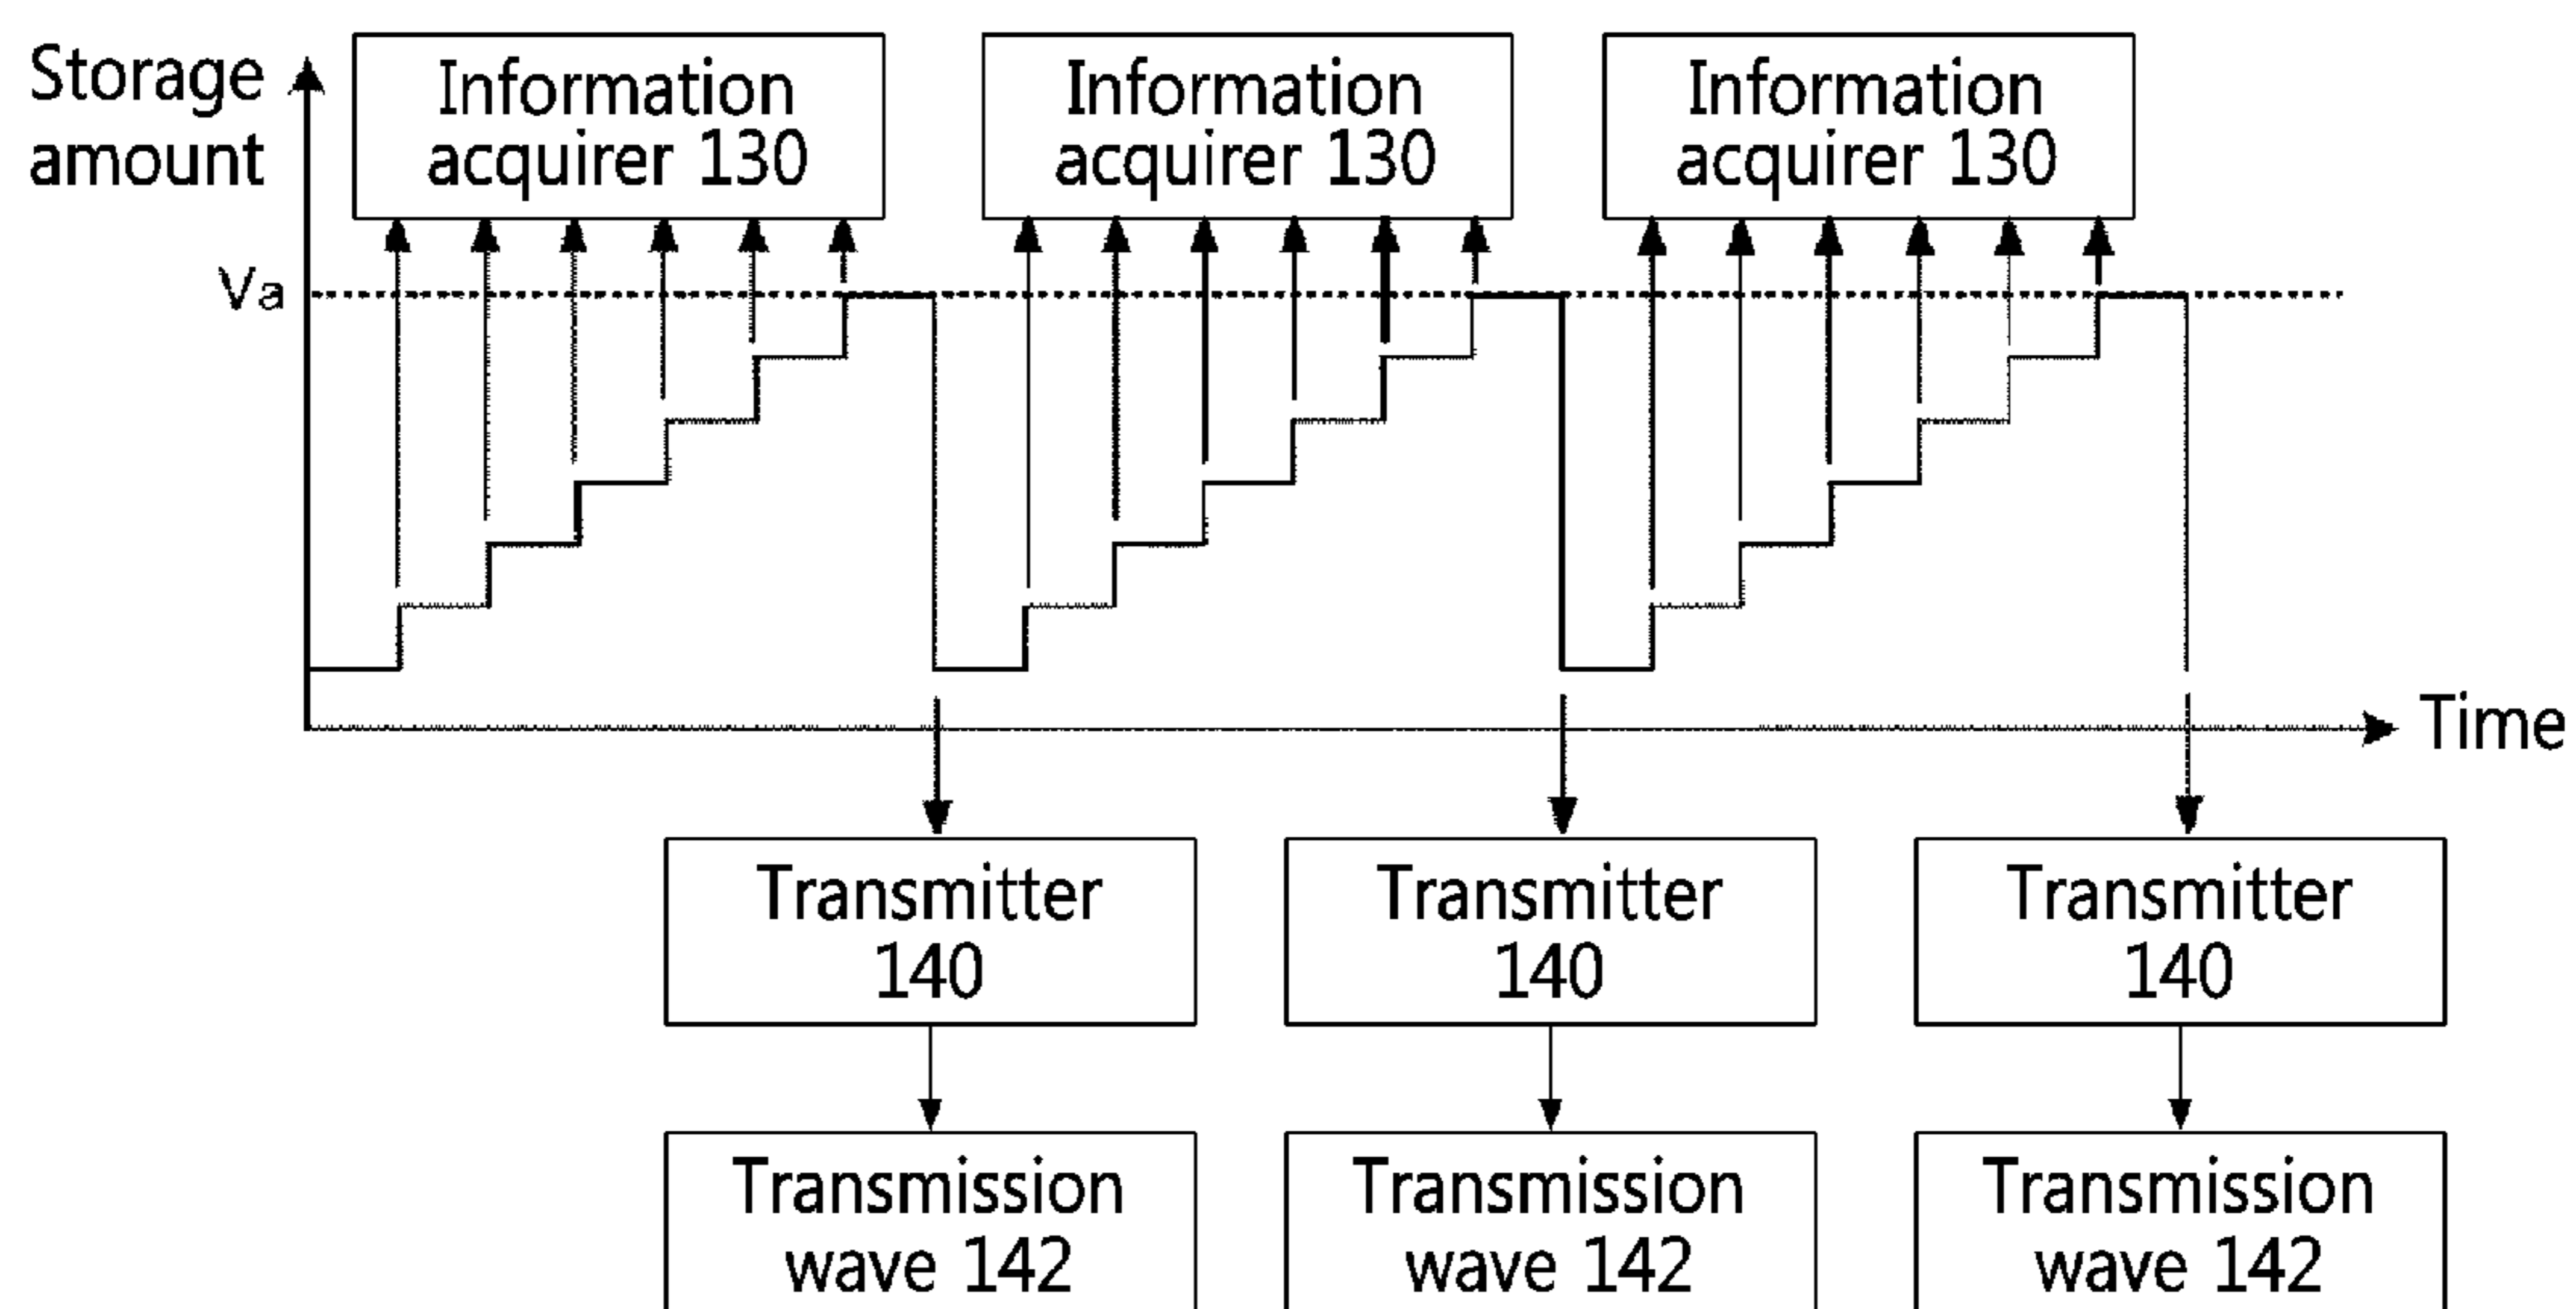 Storage
amount
Information
acquirer 130
Information
acquirer 130
Information
acquirer 130
Va
Time
Transmitter
140
Transmitter
140
Transmitter
140
Transmission
wave 142
Transmission
wave 142
Transmission
wave 142